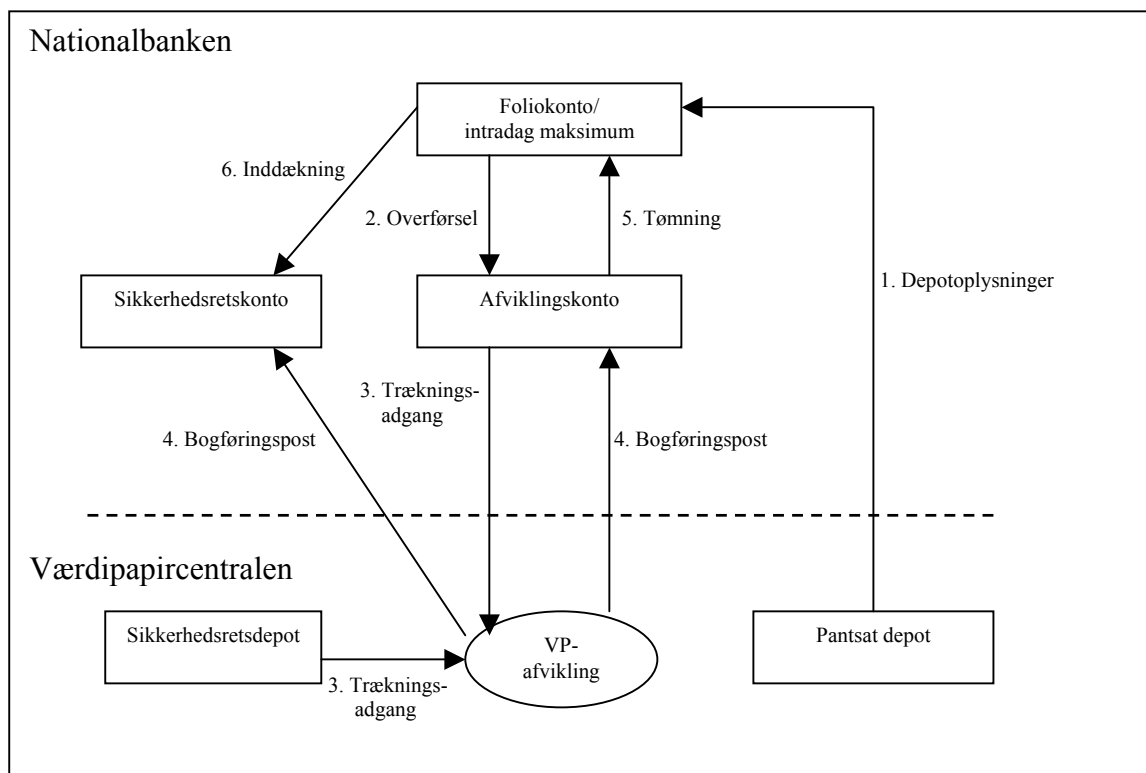 Nationalbanken
Foliokonto/
intradag maksimum
6. Inddækning
2. Overførsel
5. Tømning
1. Depotoplysninger
Sikkerhedsretskonto
Afviklingskonto
3. Træknings-
adgang
4. Bogføringspost
4. Bogføringspost
Værdipapircentralen
Sikkerhedsretsdepot
VP-
afvikling
Pantsat depot
3. Træknings-
adgang